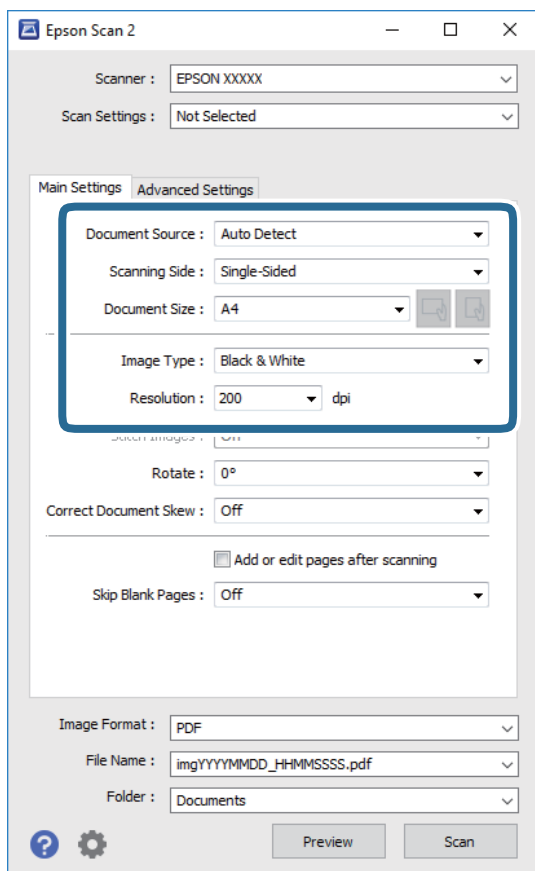 Epson Scan 2
Scanner : EPSON XXXXX
Scan Settings : Not Selected
Main Settings Advanced Settings
Document Source : Auto Detect
Scanning Side : Single-Sided
Document Size : A4
Image Type : Black & White
Resolution : 200 dpi
Rotate : 0°
Correct Document Skew : Off
Add or edit pages after scanning
Skip Blank Pages : Off
Image Format : PDF
File Name : imgYYYYMMDD_HHMMSSSS.pdf
Folder : Documents
? Preview Scan